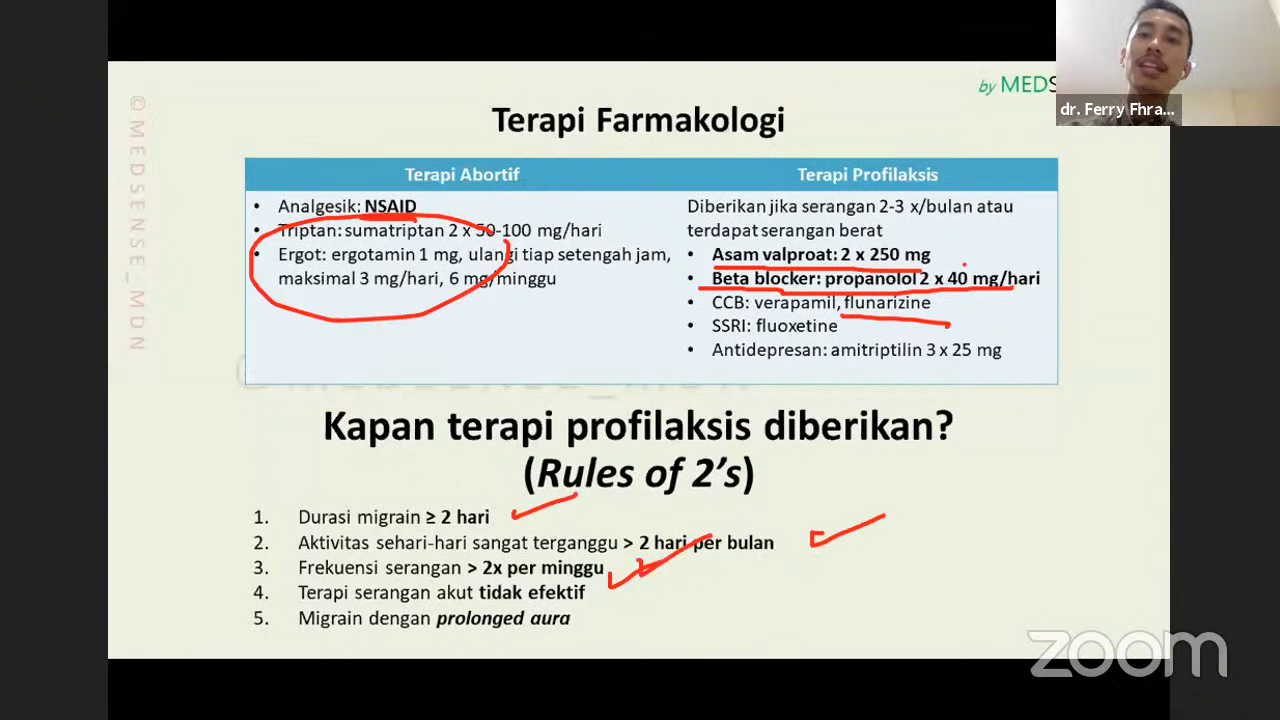 by MEDS
dr. Ferry Fhra...
@MEDSENSE_MDN
Terapi Farmakologi
Terapi Abortif
• Analgesik: NSAID
• Triptan: sumatriptan 2 x 50-100 mg/hari
• Ergot: ergotamin 1 mg, ulangi tiap setengah jam,
maksimal 3 mg/hari, 6 mg/minggu
Terapi Profilaksis
Diberikan jika serangan 2-3 x/bulan atau
terdapat serangan berat
• Asam valproat: 2 x 250 mg
• Beta blocker: propanolol 2 x 40 mg/hari
• CCB: verapamil, flunarizine
• SSRI: fluoxetine
• Antidepresan: amitriptilin 3 x 25 mg
@MEDSENSE_MDN
Kapan terapi profilaksis diberikan?
(Rules of 2’s)
1. Durasi migrain ≥ 2 hari
2. Aktivitas sehari-hari sangat terganggu > 2 hari per bulan
3. Frekuensi serangan > 2x per minggu
4. Terapi serangan akut tidak efektif
5. Migrain dengan prolonged aura
zoom